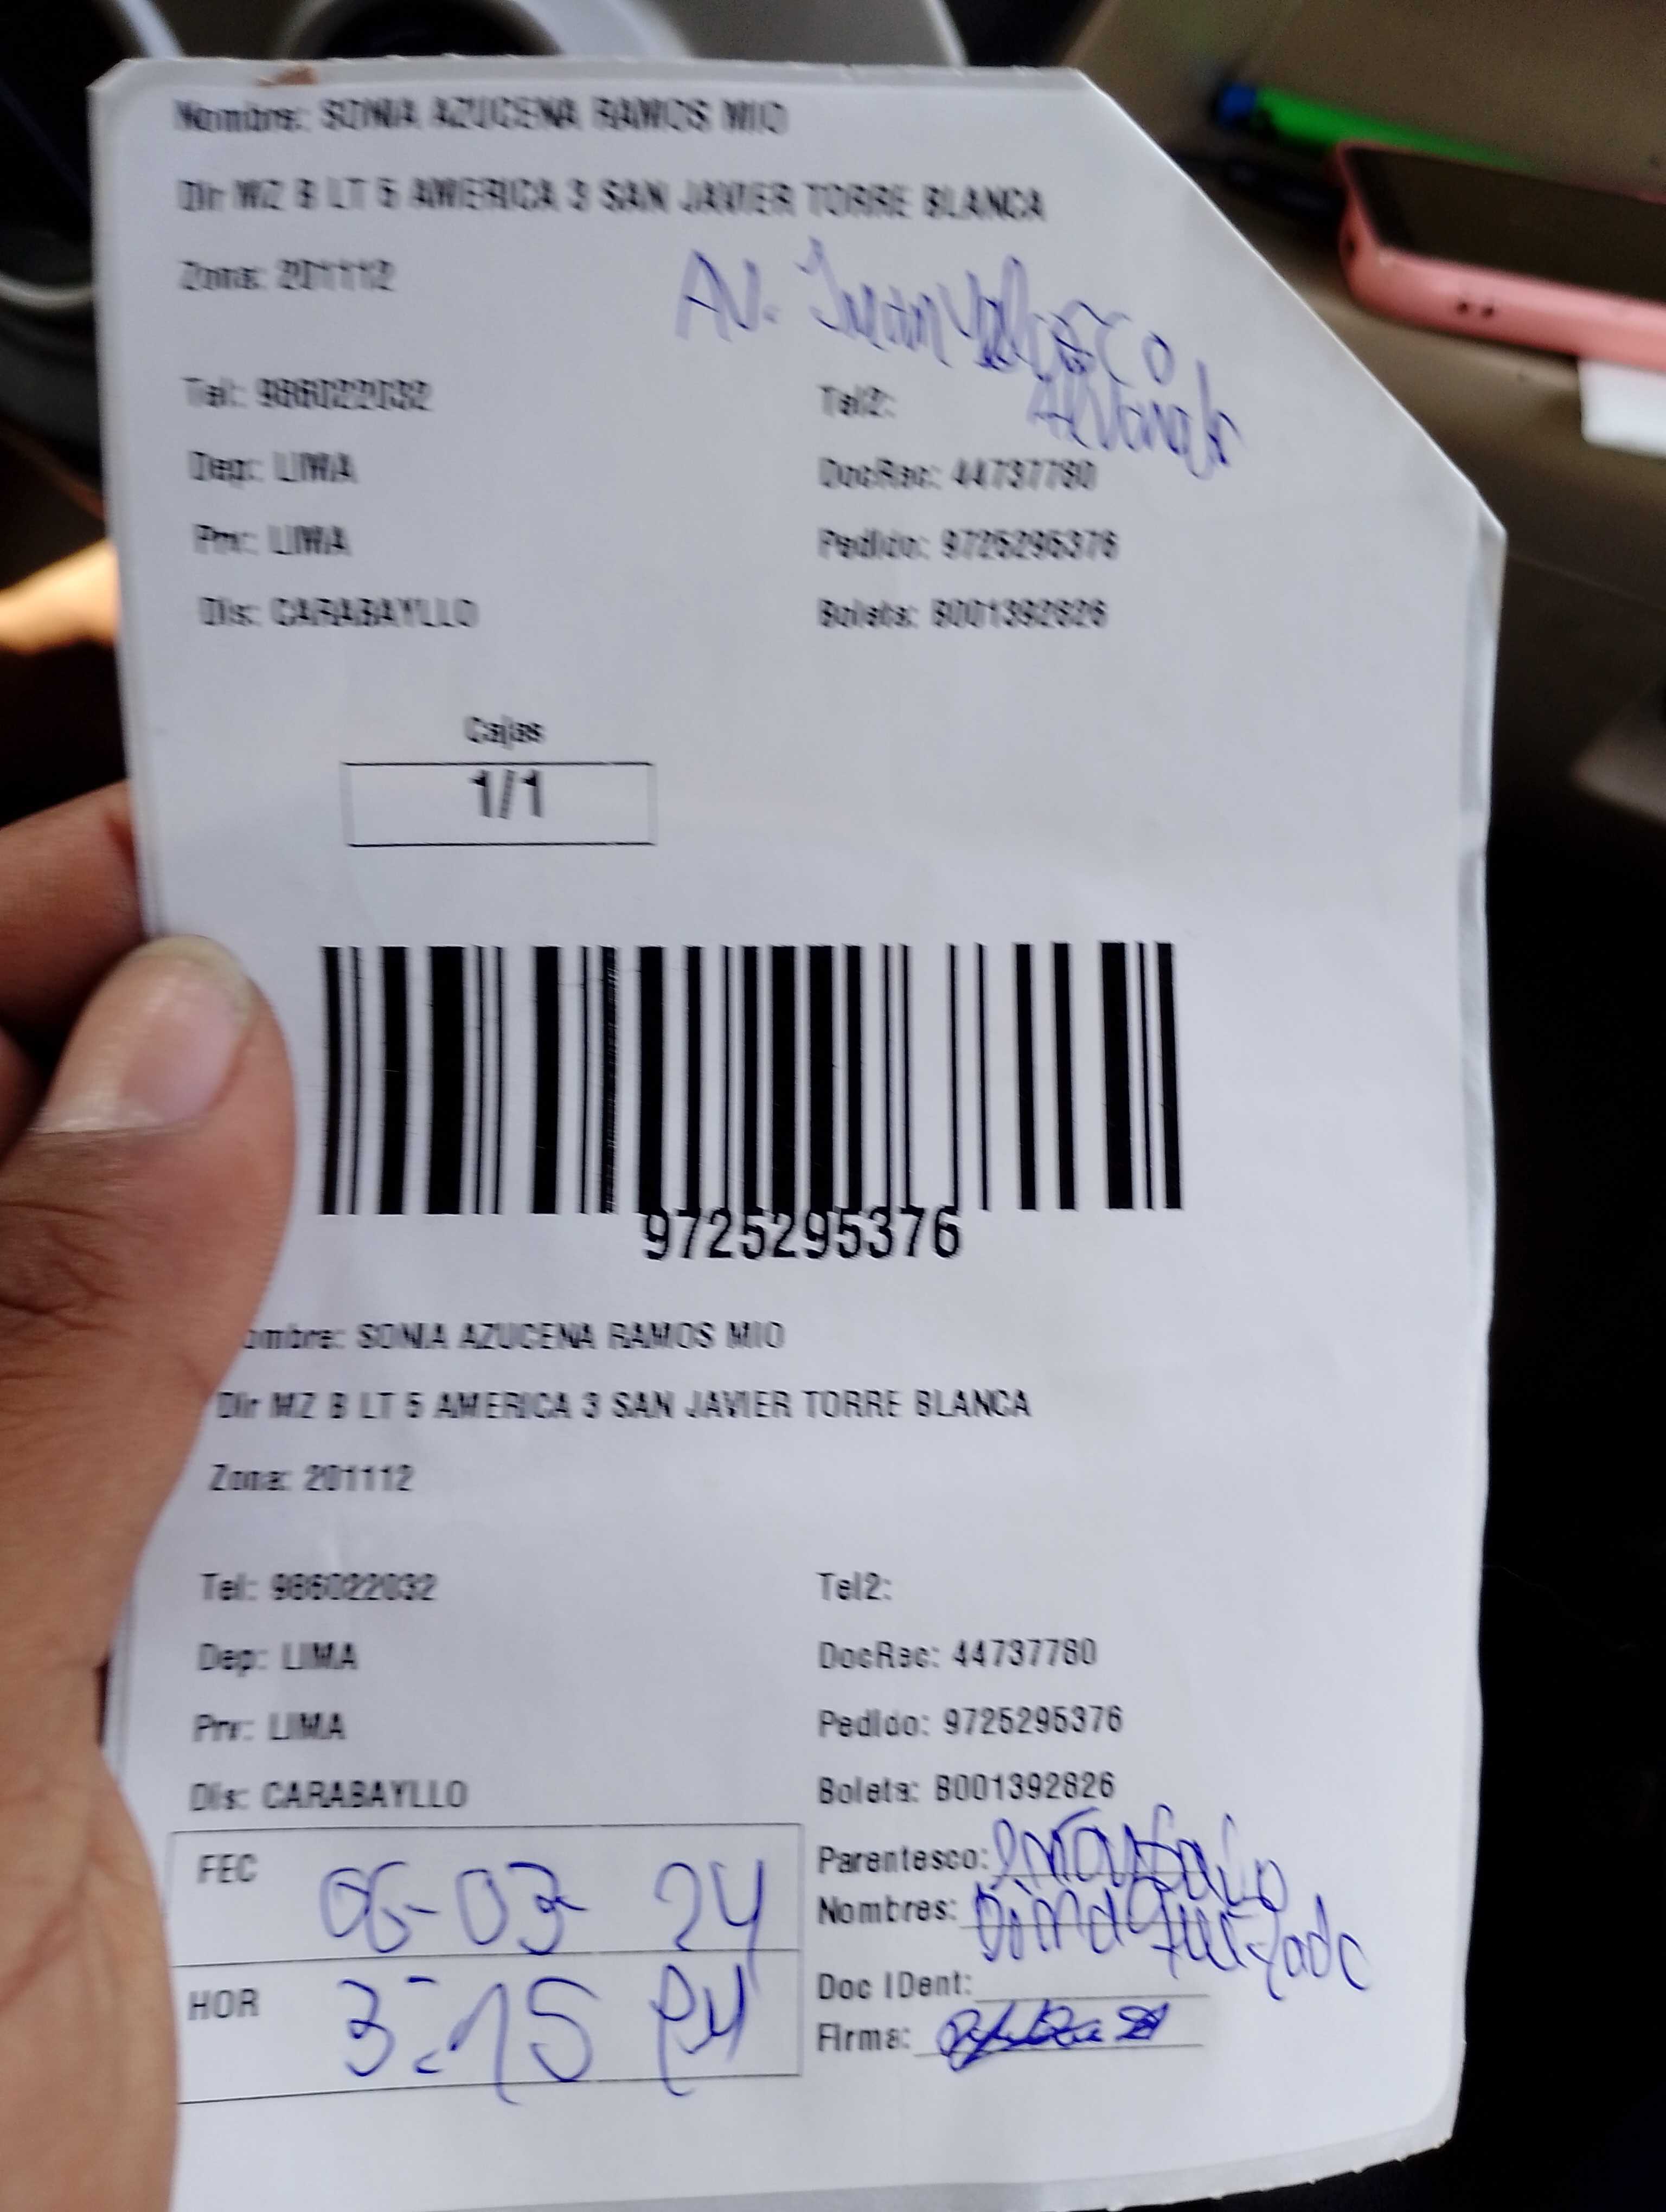 Nombre: SONIA AZUCENA RAMOS MIO
Dir MZ B LT 5 AMERICA 3 SAN JAVIER TORRE BLANCA
Zona: 201112
Av. Juan Velasco
Alvarado
Tel: 986022032 Tel2:
Dep: LIMA DocRec: 44737780
Prv: LIMA Pedido: 9725295376
Dis: CARABAYLLO Boleta: B001392826
Cajas
1/1
9725295376
ombre: SONIA AZUCENA RAMOS MIO
Dir MZ B LT 5 AMERICA 3 SAN JAVIER TORRE BLANCA
Zona: 201112
Tel: 986022032 Tel2:
Dep: LIMA DocRec: 44737780
Prv: LIMA Pedido: 9725295376
Dis: CARABAYLLO Boleta: B001392826
FEC 06-03-24
Parentesco:
Nombres:
HOR 3:15 PM
Doc IDent:
Firma: